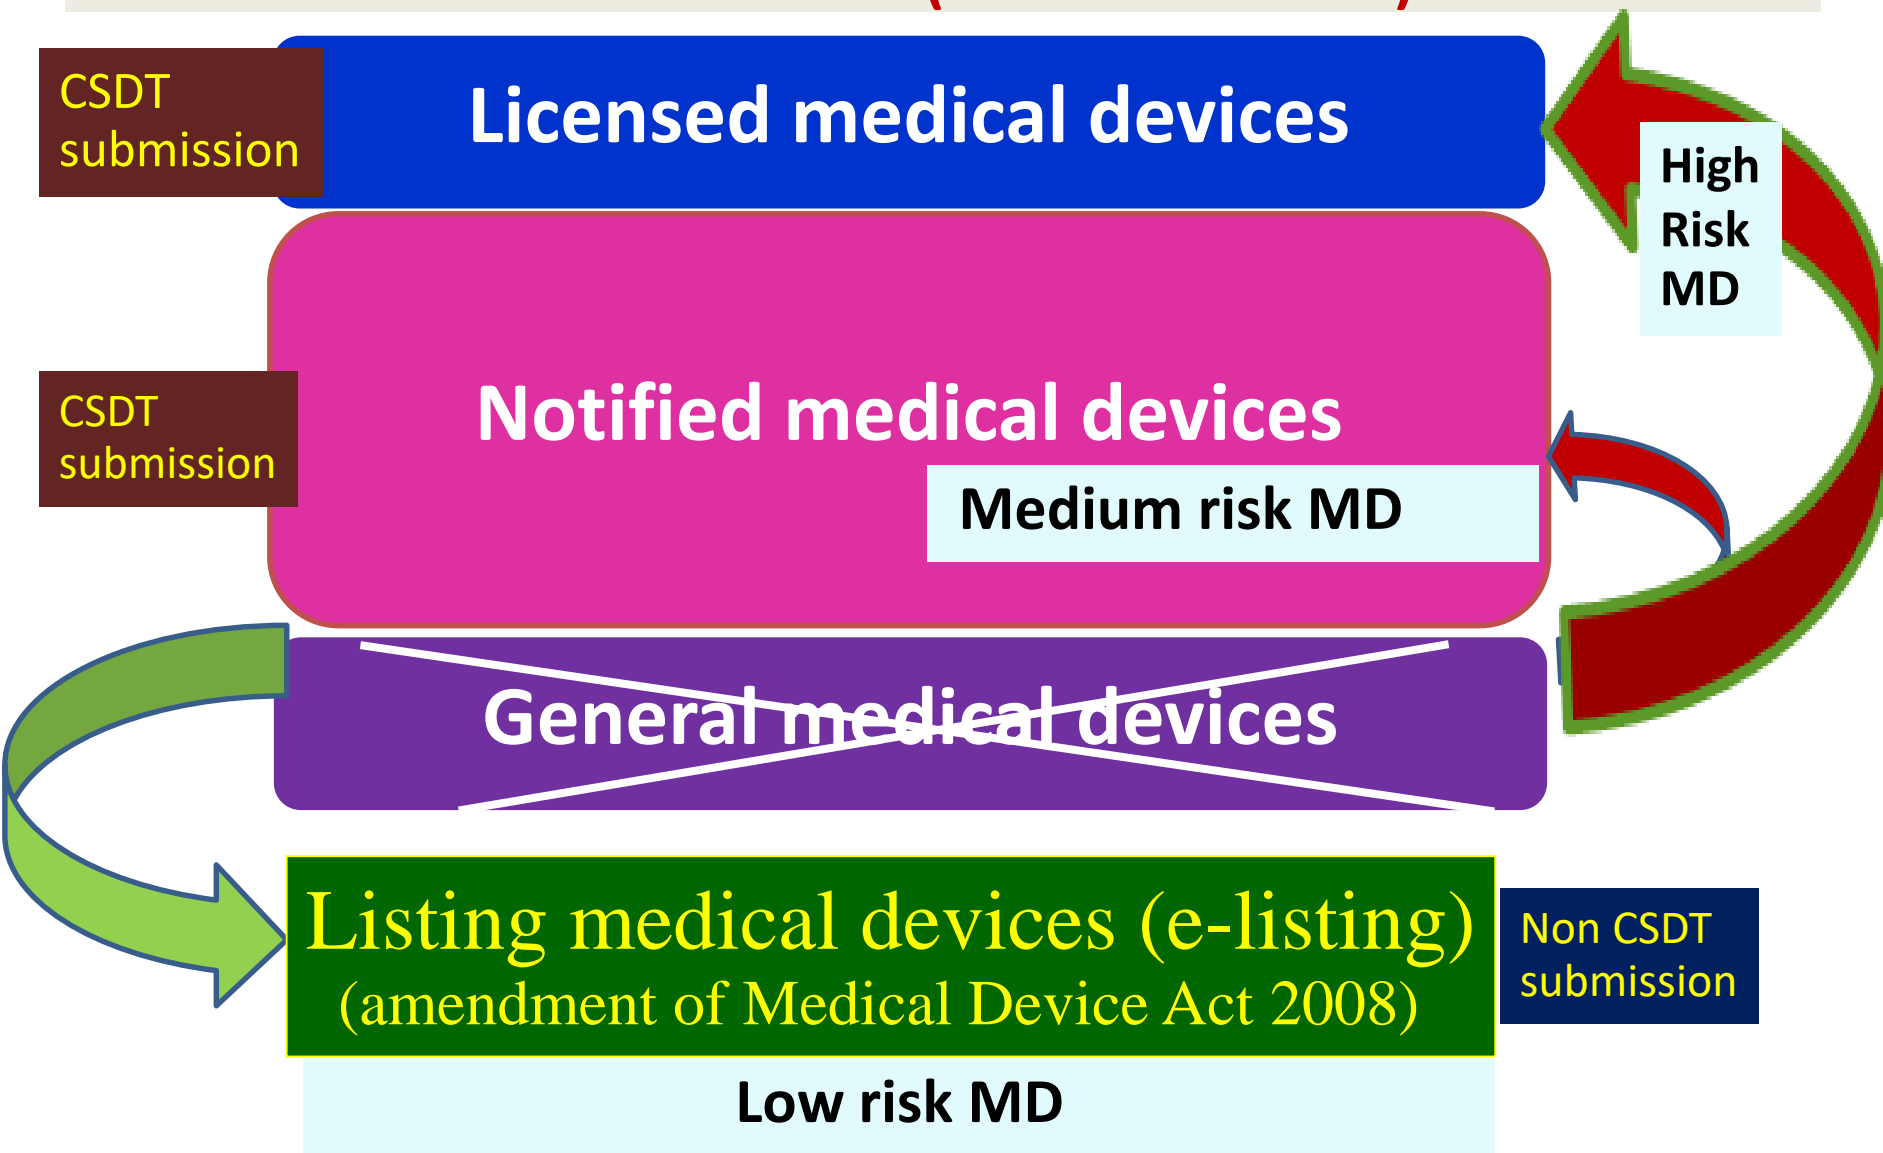 CSDT
submission
Licensed medical devices
High
Risk
MD
CSDT
submission
Notified medical devices
Medium risk MD
General medical devices
Listing medical devices (e-listing)
(amendment of Medical Device Act 2008)
Non CSDT
submission
Low risk MD